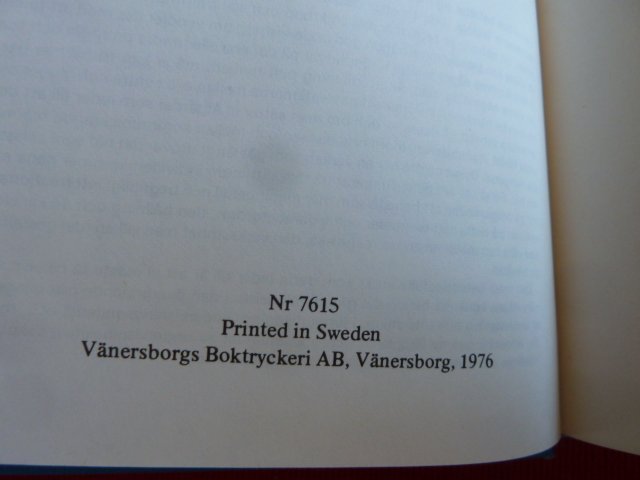 Nr 7615
Printed in Sweden
Vänersborgs Boktryckeri AB, Vänersborg, 1976